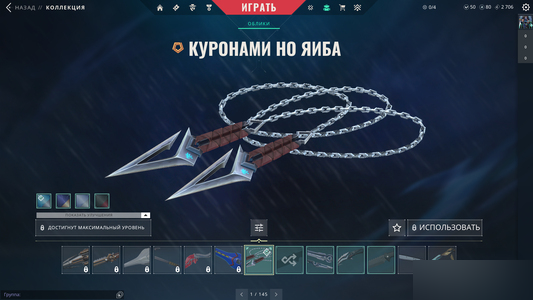 НАЗАД // КОЛЛЕКЦИЯ
ИГРАТЬ
0/4
50
80
2 706
ОБЛИКИ
КУРОНАМИ НО ЯИБА
ПОКАЗАТЬ УЛУЧШЕНИЯ
ДОСТИГНУТ МАКСИМАЛЬНЫЙ УРОВЕНЬ
ИСПОЛЬЗОВАТЬ
1 / 145
Группа: